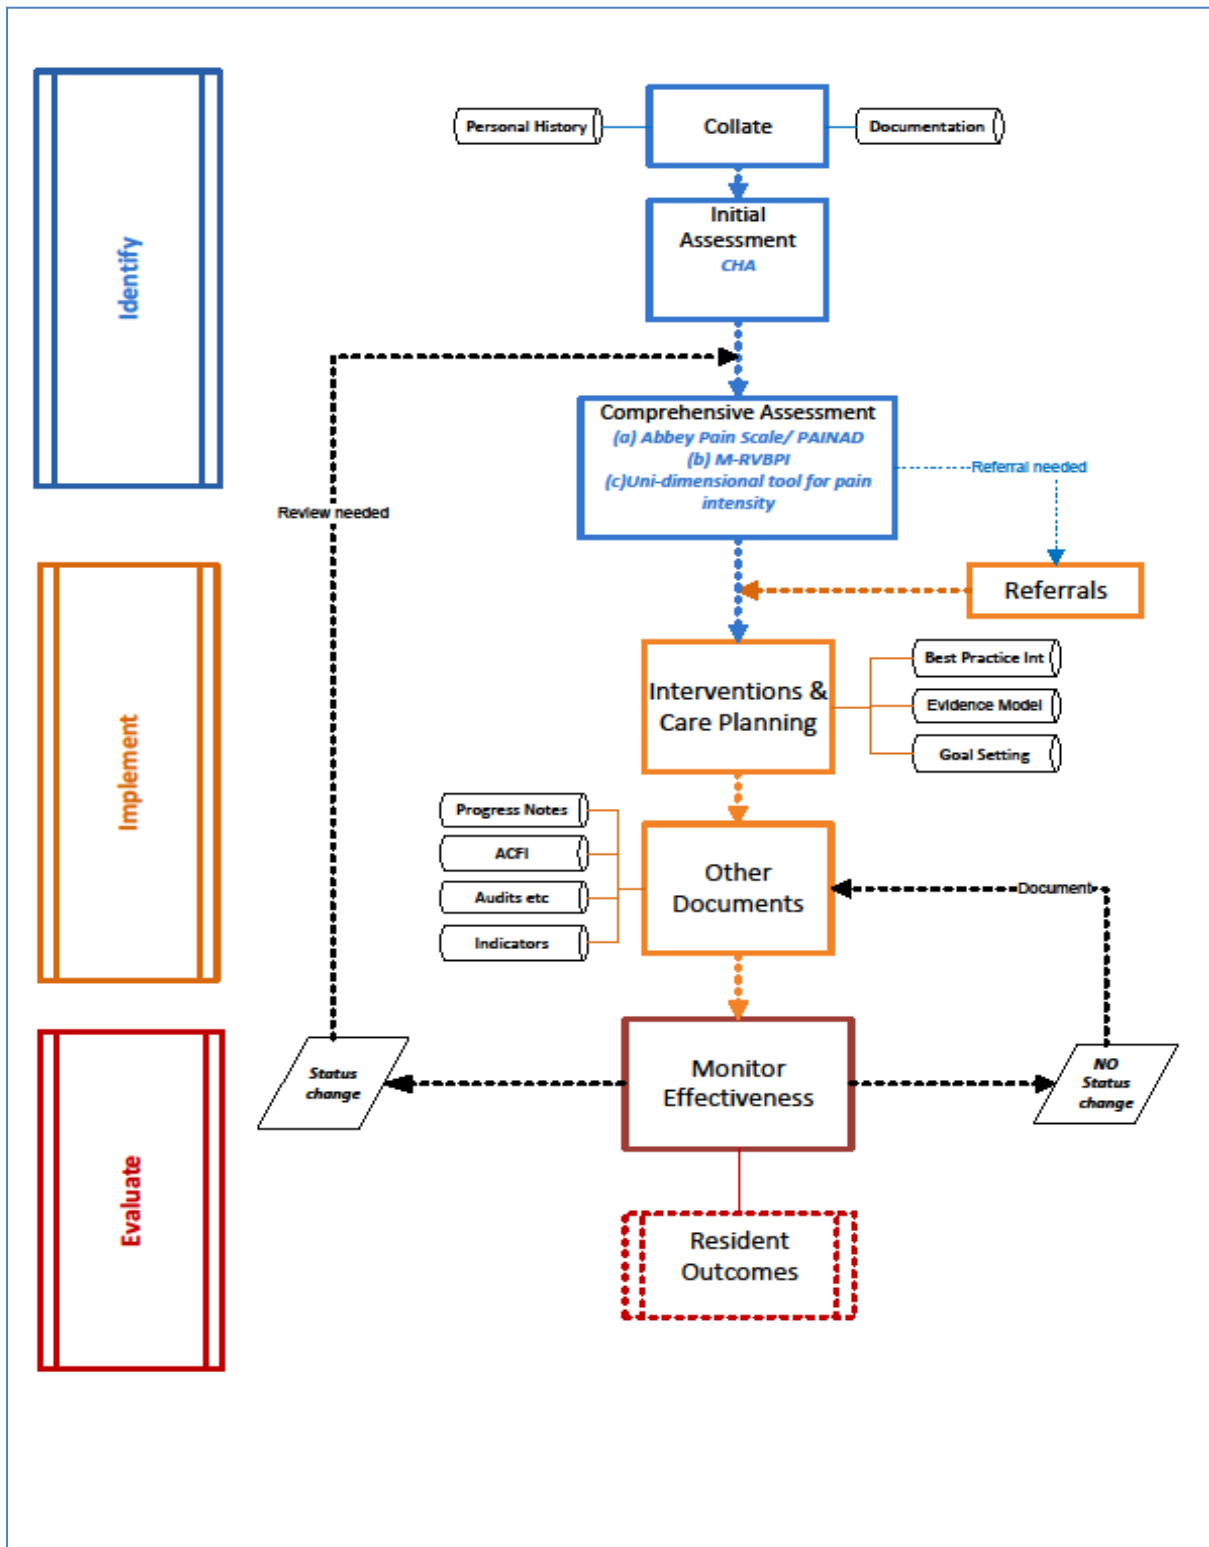 Identify
Personal History
Collate
Documentation
Initial
Assessment
CHA
Comprehensive Assessment
(a) Abbey Pain Scale/ PAINAD
(b) M-RVBPI
(c)Uni-dimensional tool for pain
intensity
Referral needed
Review needed
Implement
Referrals
Interventions &
Care Planning
Best Practice Int
Evidence Model
Goal Setting
Progress Notes
ACFI
Audits etc
Indicators
Other
Documents
Document
Evaluate
Status
change
Monitor
Effectiveness
NO
Status
change
Resident
Outcomes